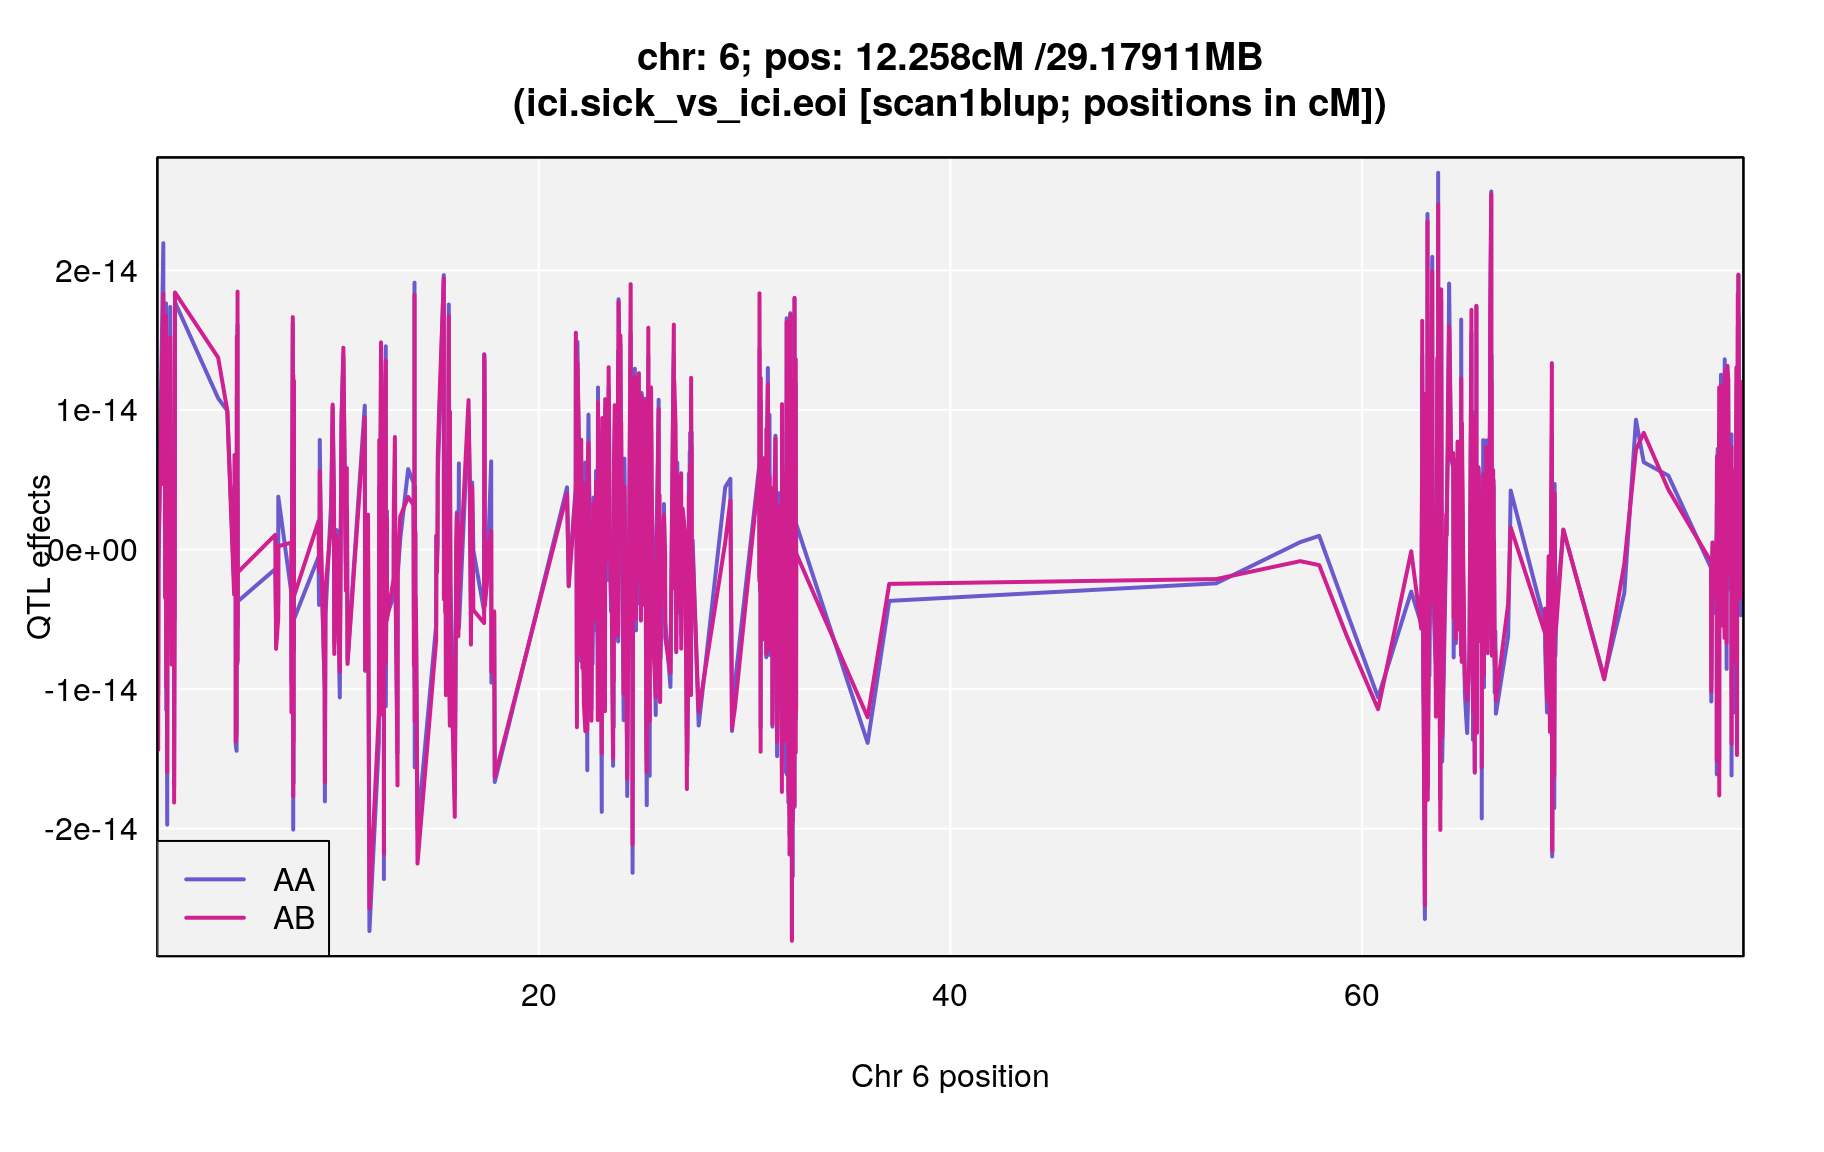 chr: 6; pos: 12.258cM /29.17911MB
(ici.sick_vs_ici.eoi [scan1blup; positions in cM])
QTL effects
2e-14
1e-14
0e+00
-1e-14
-2e-14
AA
AB
20 40 60
Chr 6 position